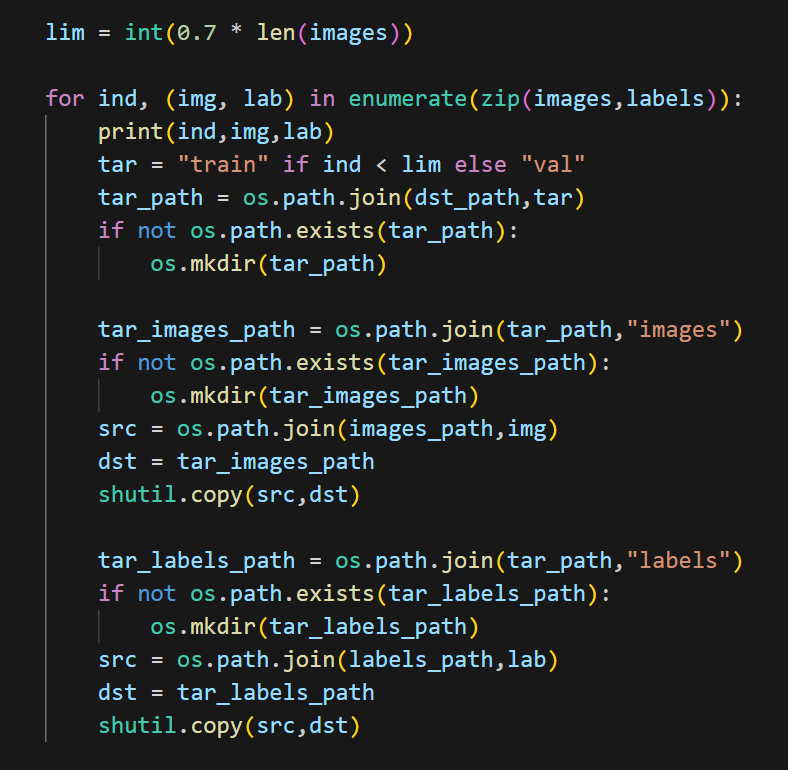 lim = int(0.7 * len(images))
for ind, (img, lab) in enumerate(zip(images,labels)):
print(ind,img,lab)
tar = "train" if ind < lim else "val"
tar_path = os.path.join(dst_path,tar)
if not os.path.exists(tar_path):
os.mkdir(tar_path)
tar_images_path = os.path.join(tar_path,"images")
if not os.path.exists(tar_images_path):
os.mkdir(tar_images_path)
src = os.path.join(images_path,img)
dst = tar_images_path
shutil.copy(src,dst)
tar_labels_path = os.path.join(tar_path,"labels")
if not os.path.exists(tar_labels_path):
os.mkdir(tar_labels_path)
src = os.path.join(labels_path,lab)
dst = tar_labels_path
shutil.copy(src,dst)